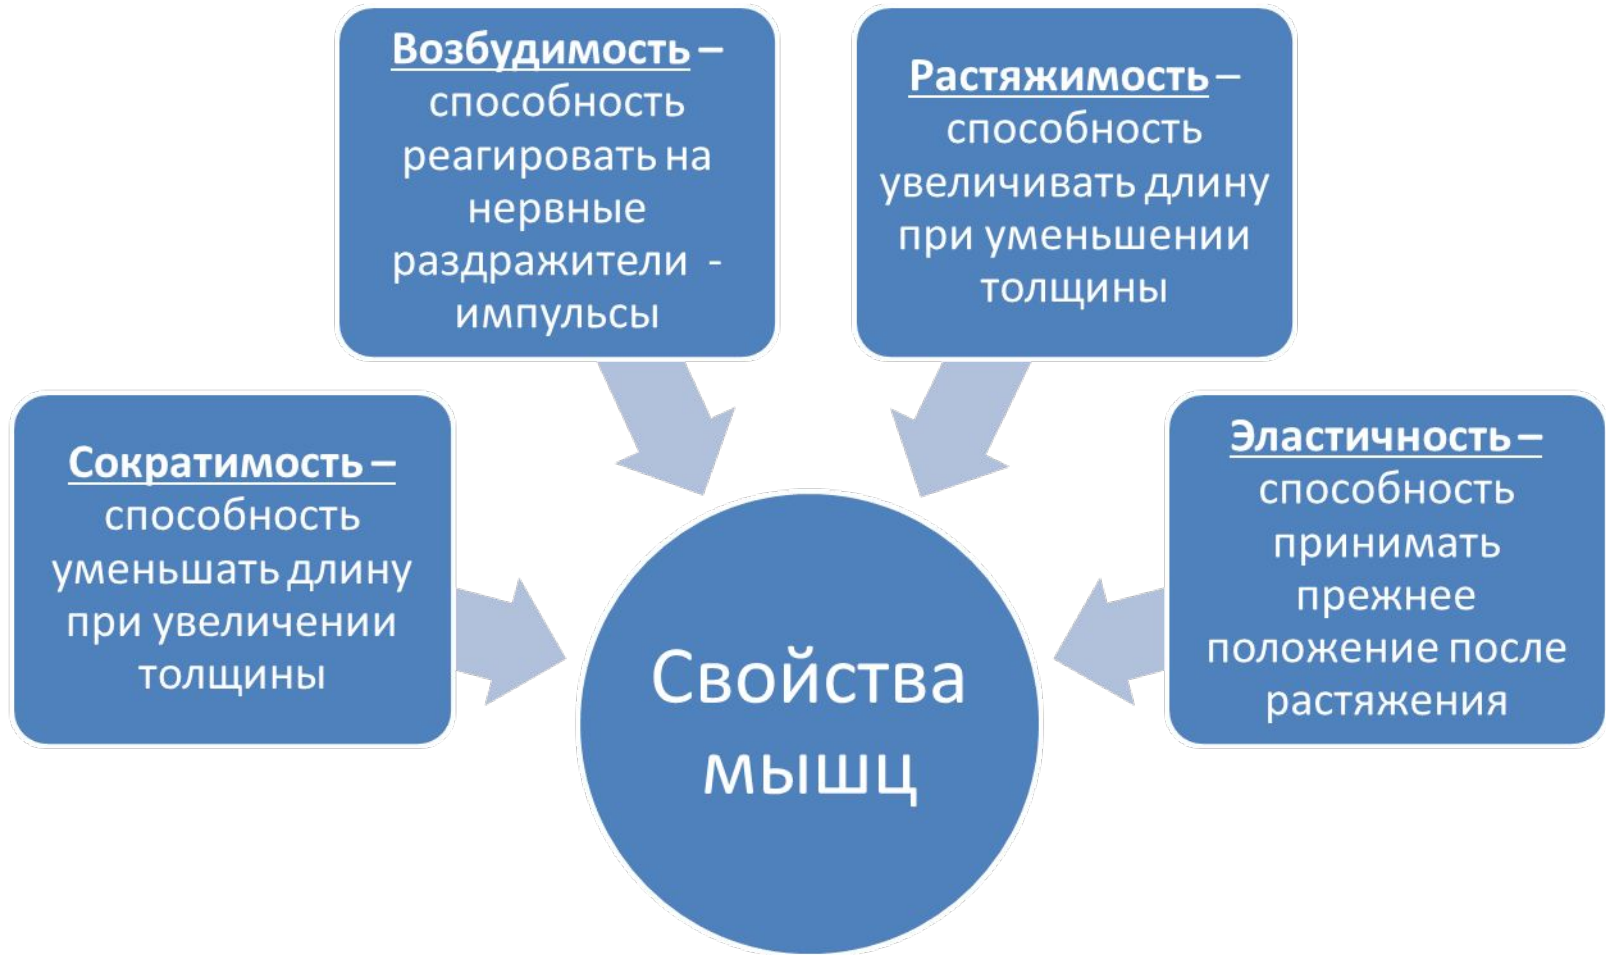 Возбудимость –
способность
реагировать на
нервные
раздражители -
импульсы
Растяжимость –
способность
увеличивать длину
при уменьшении
толщины
Сократимость –
способность
уменьшать длину
при увеличении
толщины
Эластичность –
способность
принимать
прежнее
положение после
растяжения
Свойства
мышц